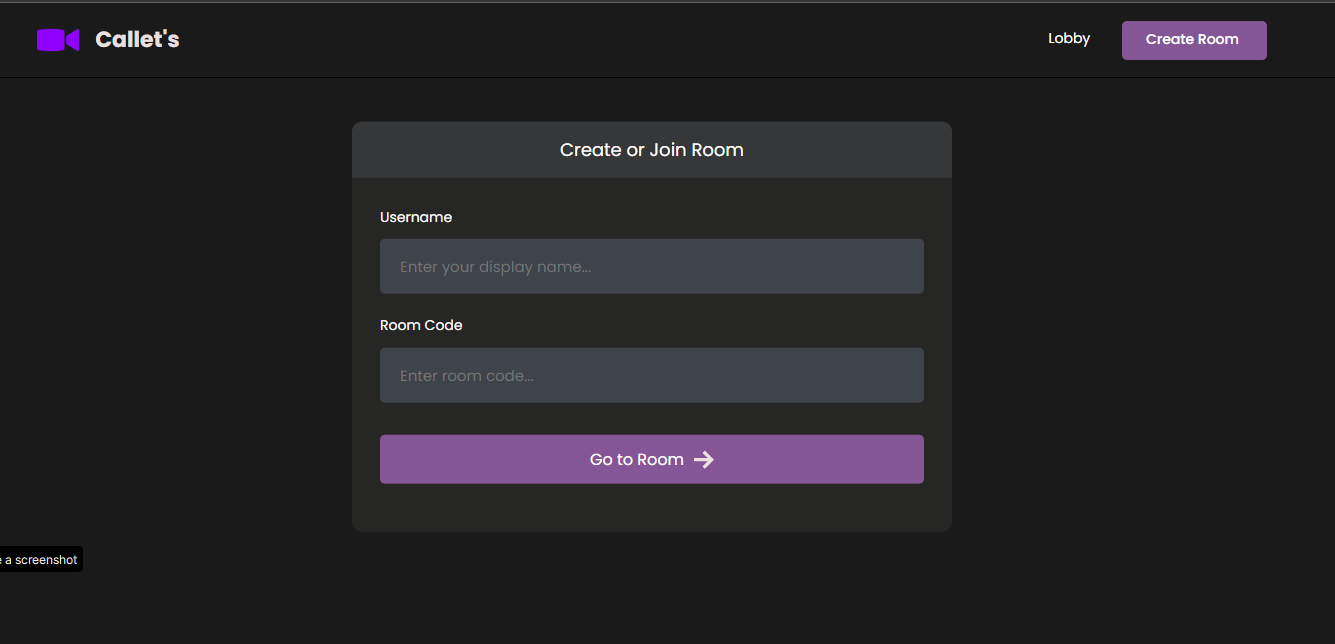 Callet's
Lobby
Create Room
Create or Join Room
Username
Enter your display name...
Room Code
Enter room code...
Go to Room
a screenshot